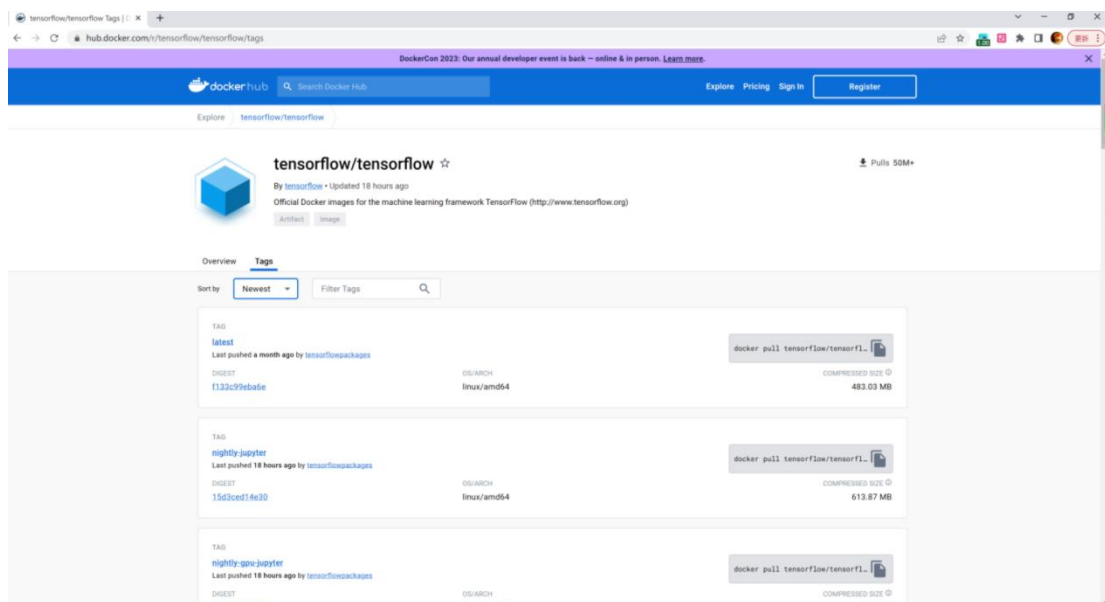 tensorflow/tensorflow Tags | D
hub.docker.com/r/tensorflow/tensorflow/tags
更新
DockerCon 2023: Our annual developer event is back — online & in person. Learn more.
dockerhub Search Docker Hub Explore Pricing Sign In Register
Explore tensorflow/tensorflow
tensorflow/tensorflow
Pulls 50M+
By tensorflow • Updated 18 hours ago
Official Docker images for the machine learning framework TensorFlow (http://www.tensorflow.org)
Artifact Image
Overview Tags
Sort by Newest Filter Tags
TAG
latest
Last pushed a month ago by tensorflowpackages
docker pull tensorflow/tensorfl…
DIGEST OS/ARCH COMPRESSED SIZE
f133c99eba6e linux/amd64 483.03 MB
TAG
nightly-jupyter
Last pushed 18 hours ago by tensorflowpackages
docker pull tensorflow/tensorfl…
DIGEST OS/ARCH COMPRESSED SIZE
15d3ced14e30 linux/amd64 613.87 MB
TAG
nightly-gpu-jupyter
Last pushed 18 hours ago by tensorflowpackages
docker pull tensorflow/tensorfl…
DIGEST OS/ARCH COMPRESSED SIZE